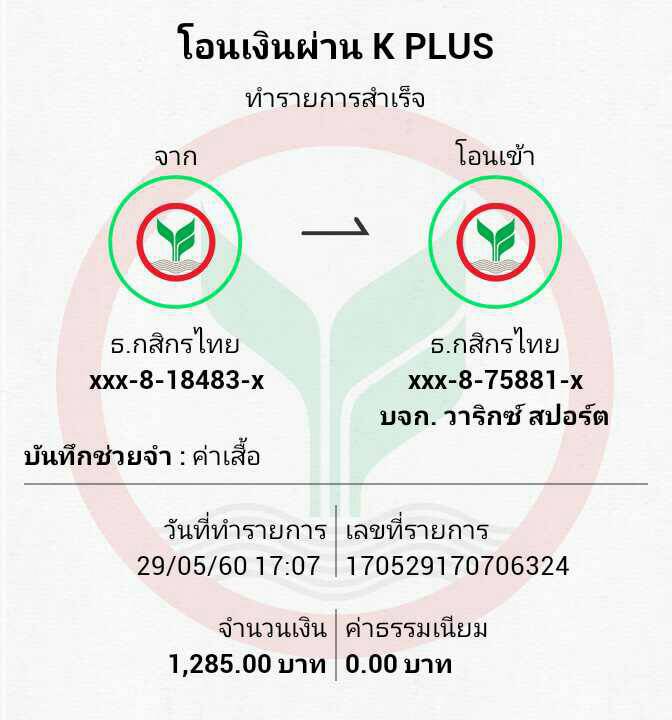 โอนเงินผ่าน K PLUS
ทำรายการสำเร็จ
จาก
โอนเข้า
ธ.กสิกรไทย
xxx-8-18483-x
ธ.กสิกรไทย
xxx-8-75881-x
บจก. วาริกซ์ สปอร์ต
บันทึกช่วยจำ : ค่าเสื้อ
วันที่ทำรายการ
29/05/60 17:07
เลขที่รายการ
170529170706324
จำนวนเงิน
1,285.00 บาท
ค่าธรรมเนียม
0.00 บาท